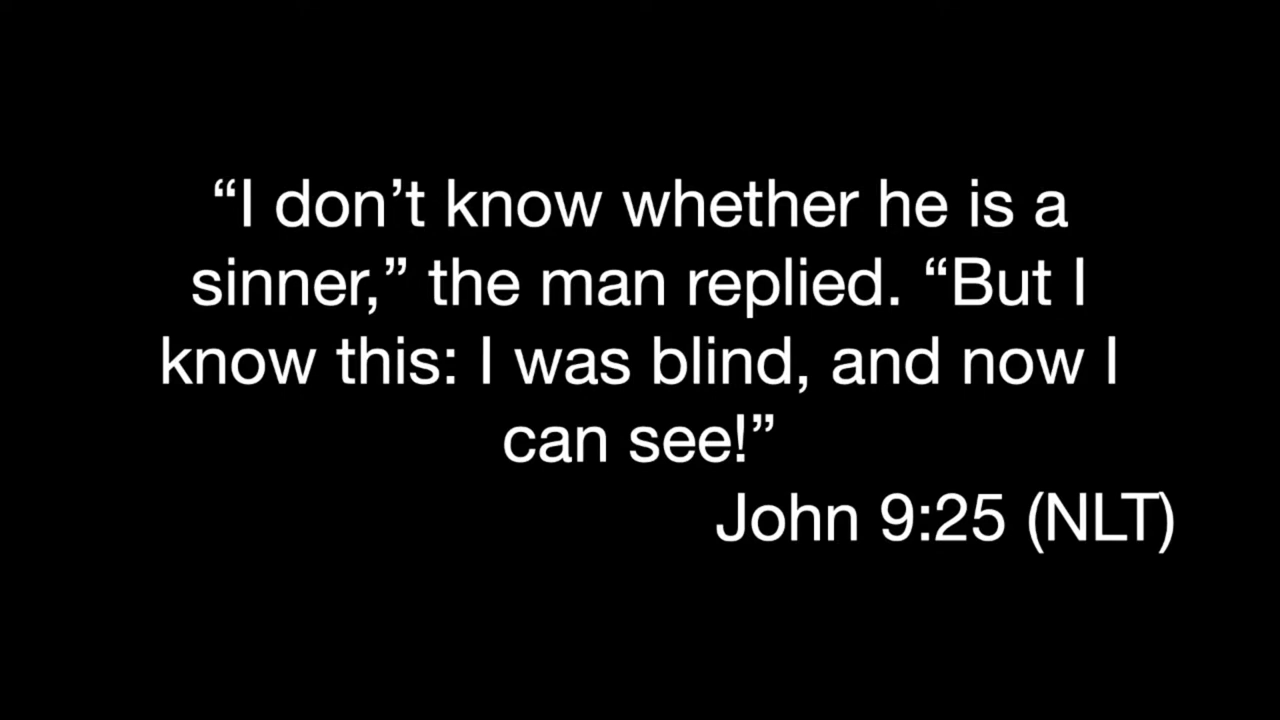 “I don’t know whether he is a
sinner,” the man replied. “But I
know this: I was blind, and now I
can see!”
John 9:25 (NLT)